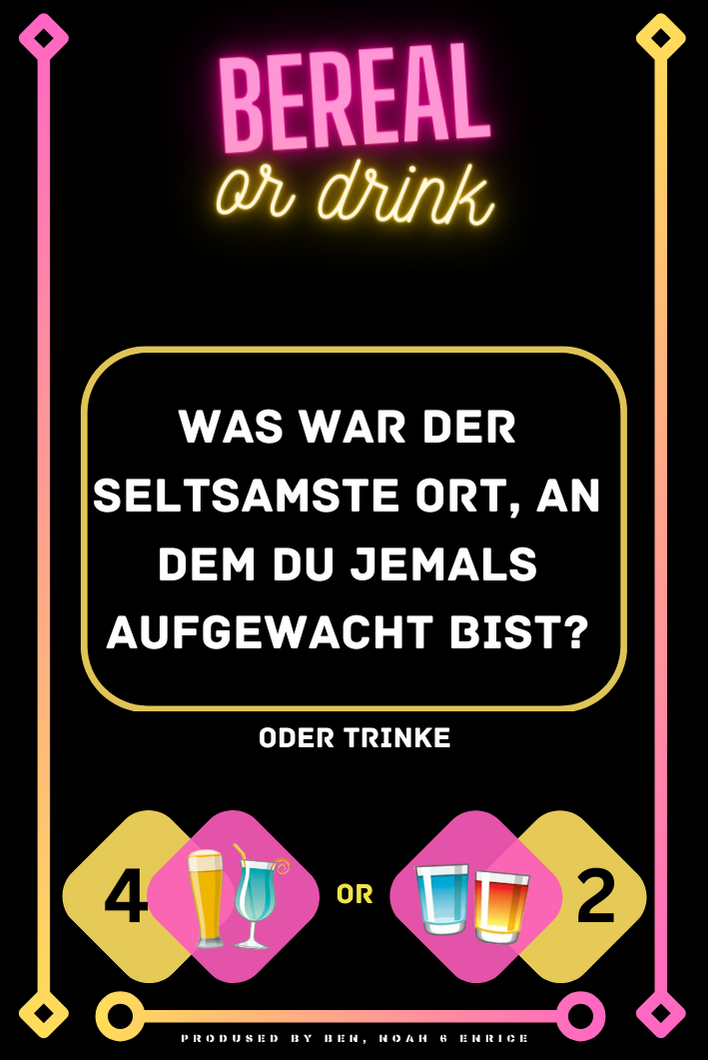 BEREAL
or drink
WAS WAR DER
SELTSAMSTE ORT, AN
DEM DU JEMALS
AUFGEWACHT BIST?
ODER TRINKE
4 OR 2
PRODUSED BY BEN, NOAH & ENRICE